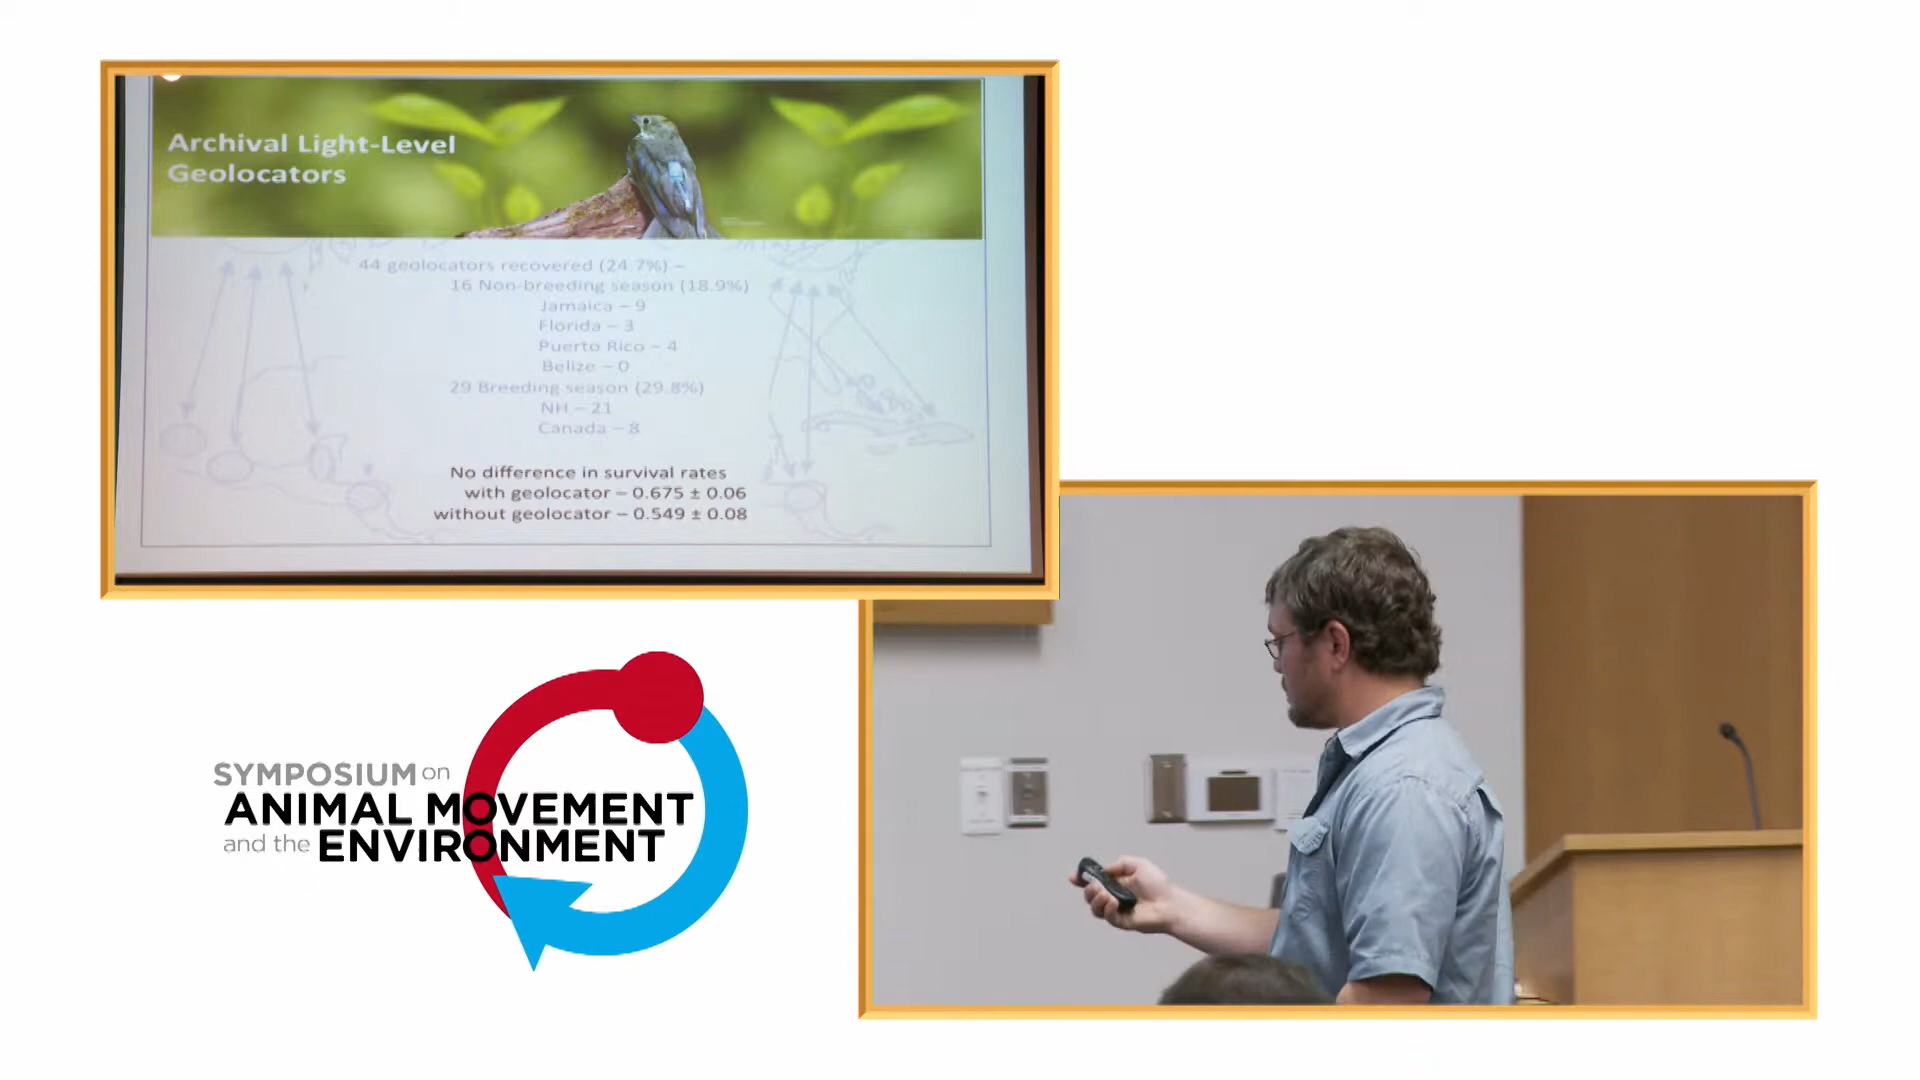 Archival Light-Level
Geolocators
44 geolocators recovered (24.7%) –
16 Non-breeding season (18.9%)
Jamaica – 9
Florida – 3
Puerto Rico – 4
Belize – 0
29 Breeding season (29.8%)
NH – 21
Canada – 8
No difference in survival rates
with geolocator – 0.675 ± 0.06
without geolocator – 0.549 ± 0.08
SYMPOSIUM on
ANIMAL MOVEMENT
and the ENVIRONMENT